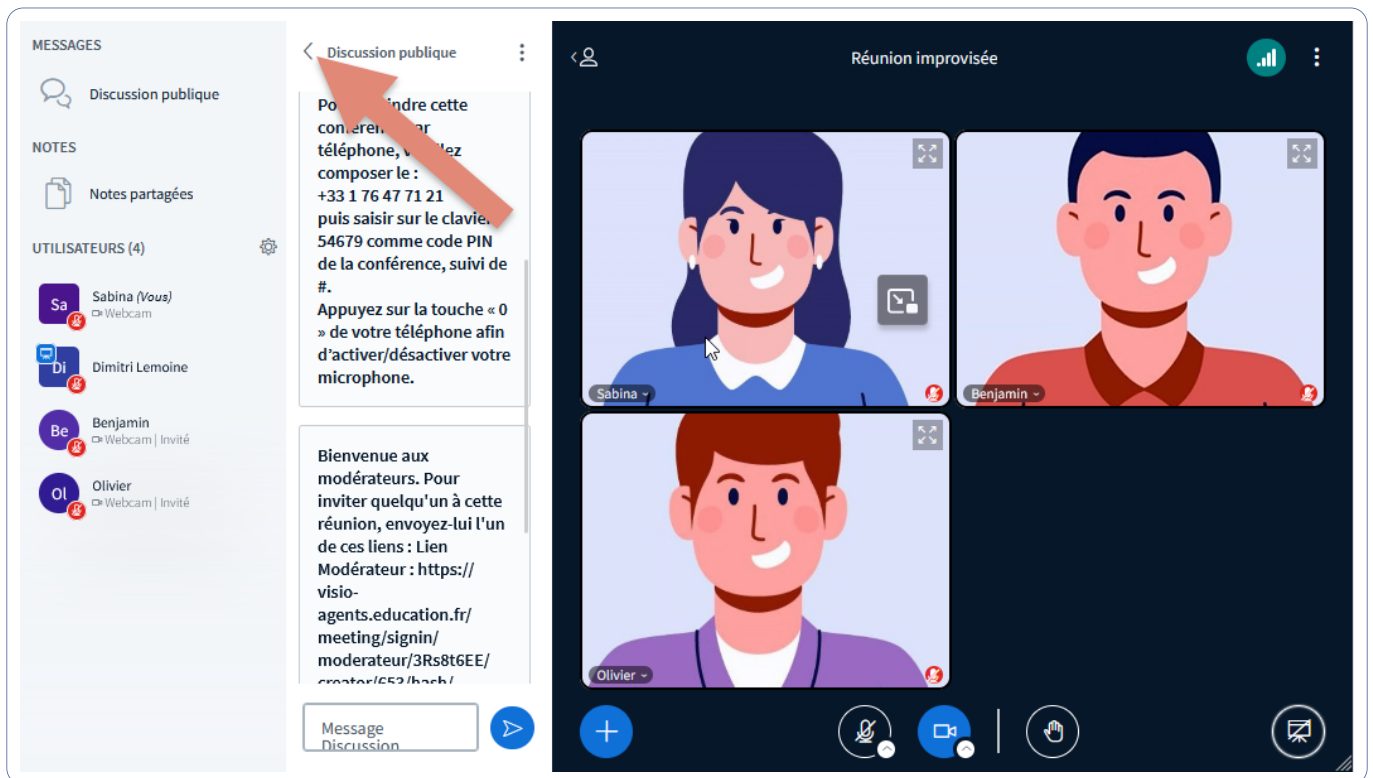 MESSAGES
Discussion publique
NOTES
Notes partagées
UTILISATEURS (4)
Sa
Sabina (Vous)
Webcam
Di
Dimitri Lemoine
Be
Benjamin
Webcam | Invité
Ol
Olivier
Webcam | Invité
Discussion publique
cette
téléphone,
composer le :
+33 1 76 47 71 21
puis saisir sur le
54679 comme code PIN
de la conférence, suivi de
#.
Appuyez sur la touche « 0
» de votre téléphone afin
d'activer/désactiver votre
microphone.
Bienvenue aux
modérateurs. Pour
inviter quelqu'un à cette
réunion, envoyez-lui l'un
de ces liens : Lien
Modérateur : https://
visio-
agents.education.fr/
meeting/signin/
moderateur/3Rs8t6EE/
creator/653/hash/
Message
Discussion
Réunion improvisée
Sabina
Benjamin
Olivier